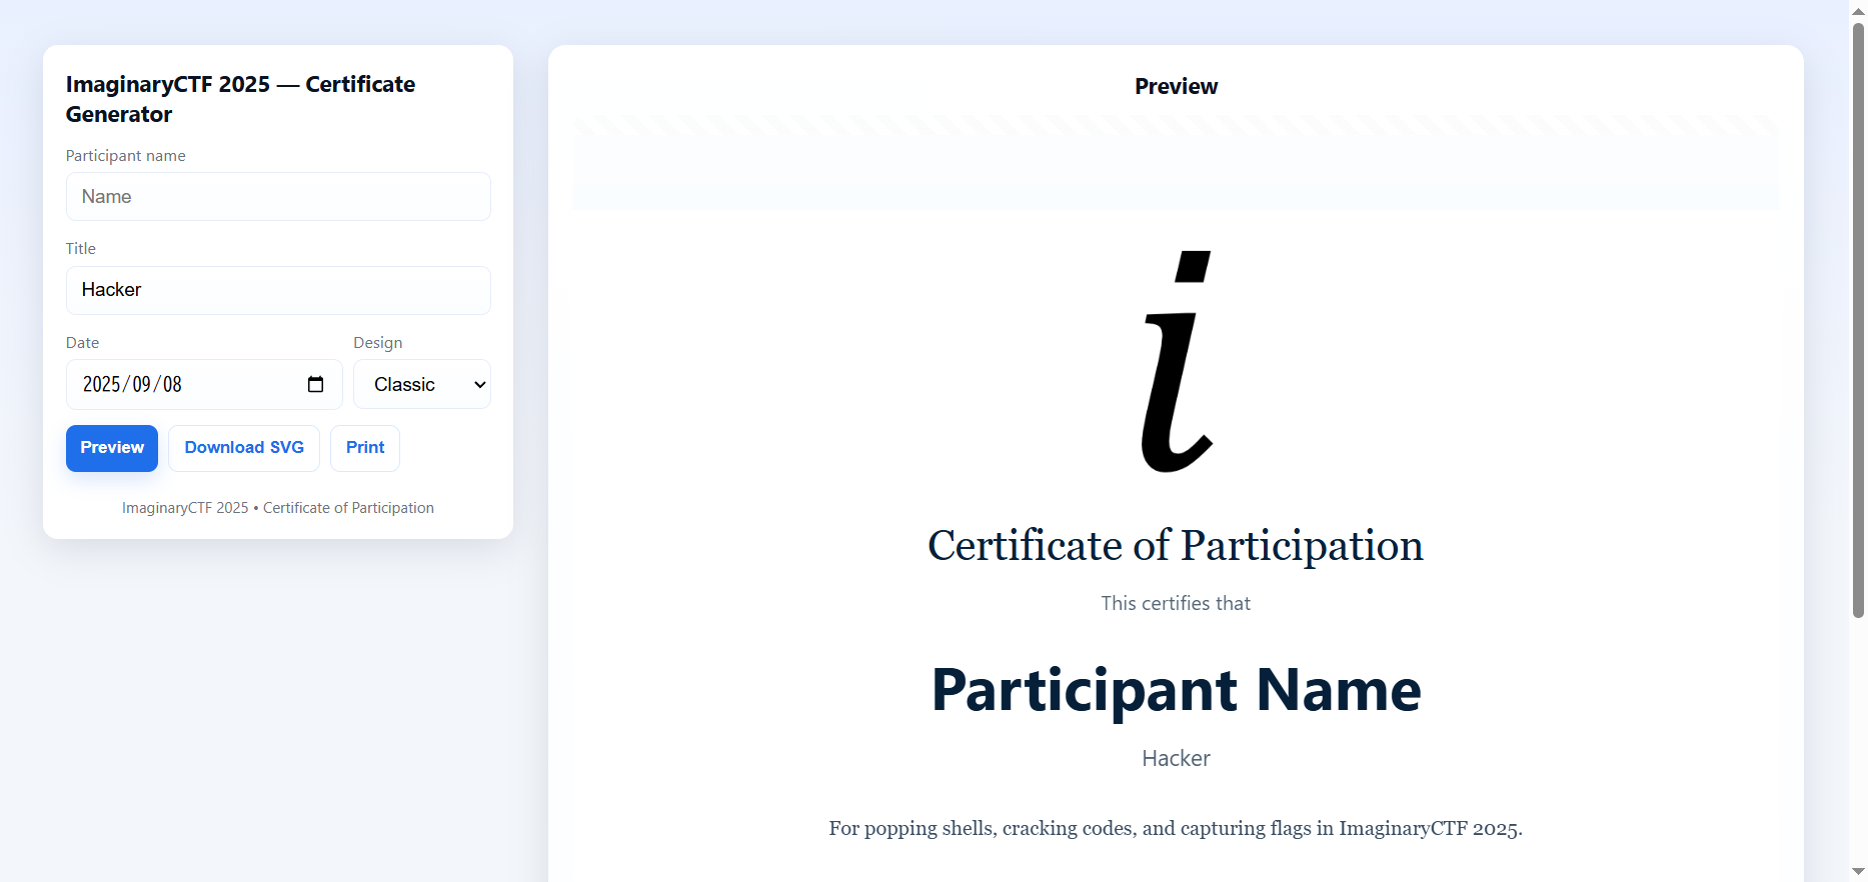 ImaginaryCTF 2025 — Certificate
Generator
Participant name
Name
Title
Hacker
Date
Design
2025/09/08
Classic
Preview
Download SVG
Print
ImaginaryCTF 2025 • Certificate of Participation
Preview
i
Certificate of Participation
This certifies that
Participant Name
Hacker
For popping shells, cracking codes, and capturing flags in ImaginaryCTF 2025.